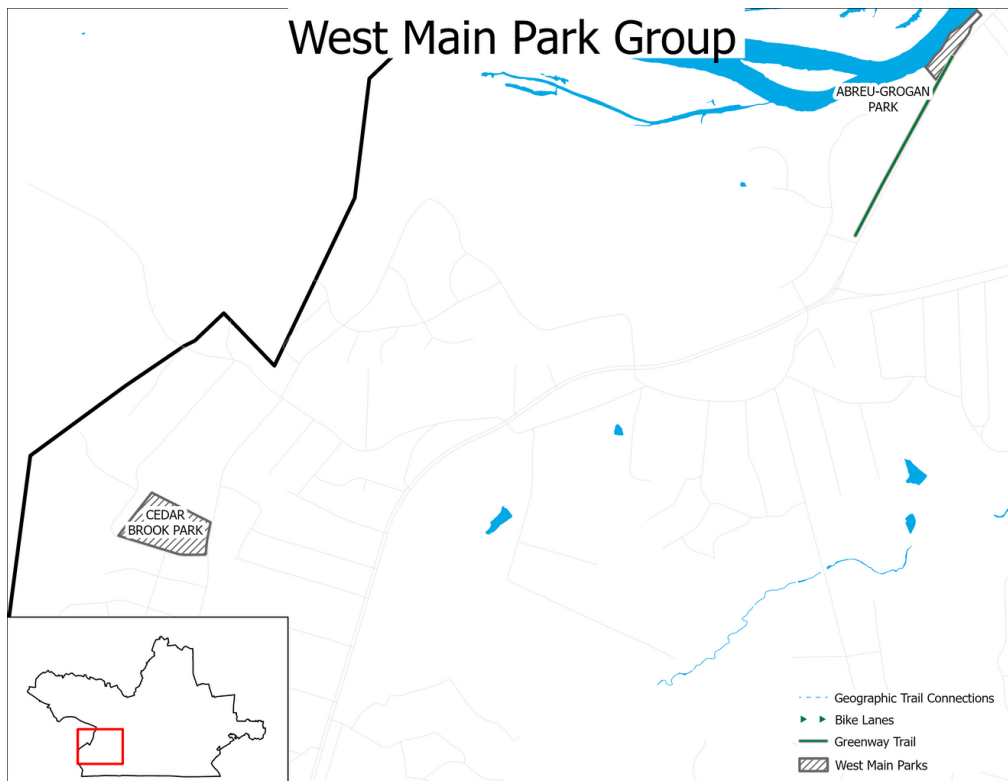 West Main Park Group
ABREU-GROGAN
PARK
CEDAR
BROOK PARK
Geographic Trail Connections
Bike Lanes
Greenway Trail
West Main Parks